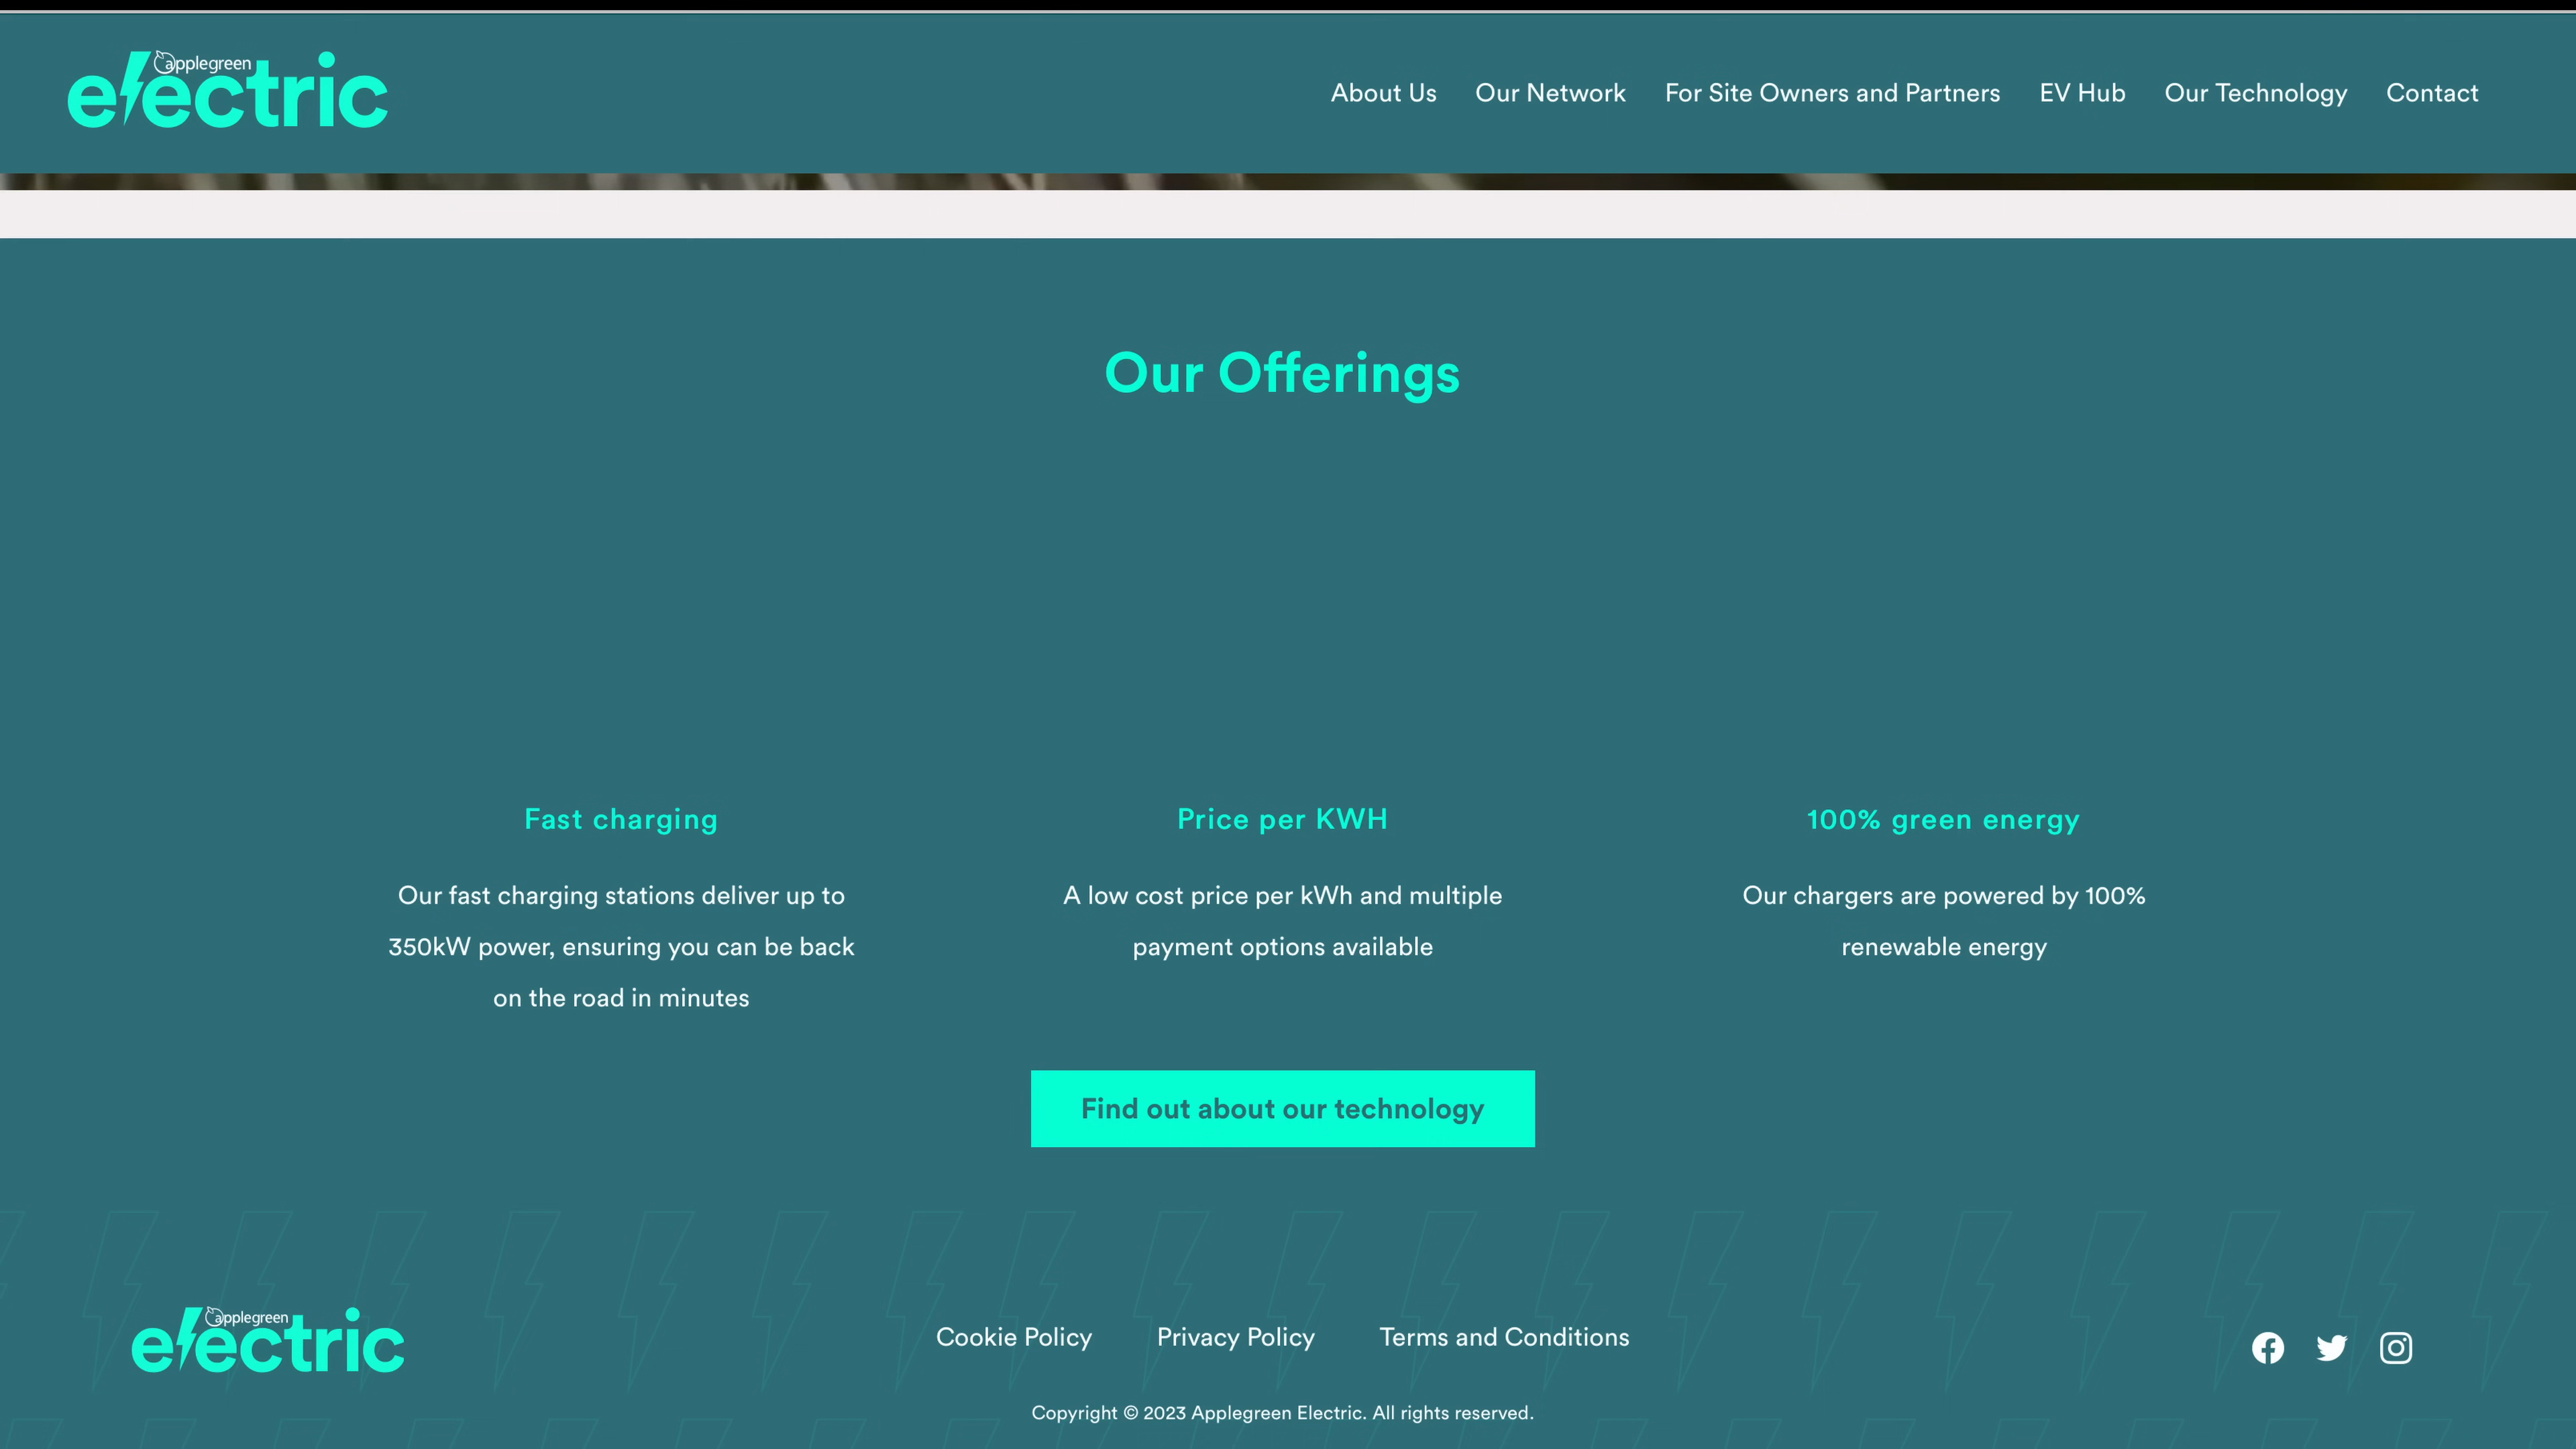 applegreen
electric
About Us Our Network For Site Owners and Partners EV Hub Our Technology Contact
Our Offerings
Fast charging
Our fast charging stations deliver up to
350kW power, ensuring you can be back
on the road in minutes
Price per KWH
A low cost price per kWh and multiple
payment options available
100% green energy
Our chargers are powered by 100%
renewable energy
Find out about our technology
applegreen
electric
Cookie Policy Privacy Policy Terms and Conditions
Copyright © 2023 Applegreen Electric. All rights reserved.